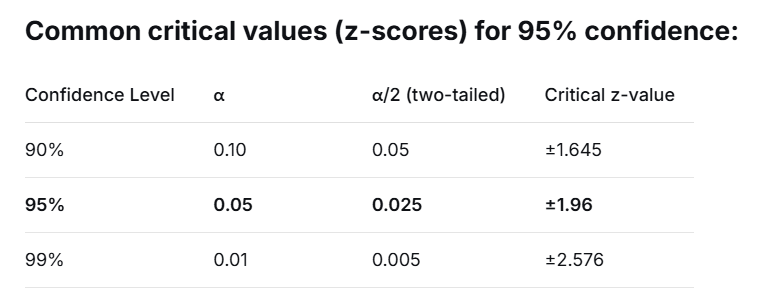 Common critical values (z-scores) for 95% confidence:
Confidence Level α α/2 (two-tailed) Critical z-value
90% 0.10 0.05 ±1.645
95% 0.05 0.025 ±1.96
99% 0.01 0.005 ±2.576